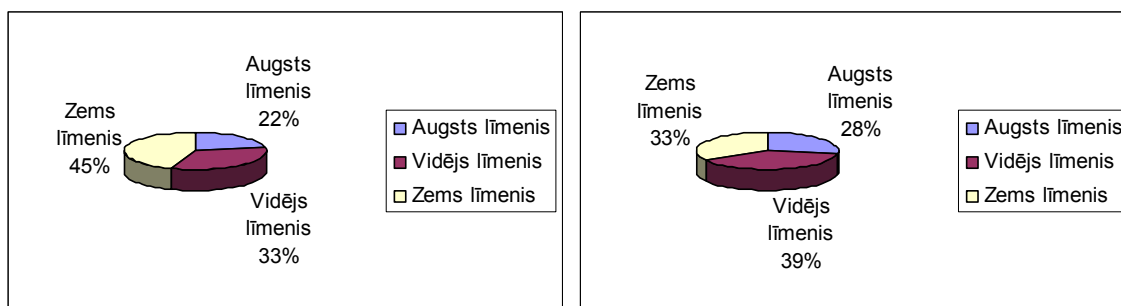 Augsts
līmenis
22%
Zems
līmenis
45%
Vidējs
līmenis
33%
Augsts līmenis
Vidējs līmenis
Zems līmenis
Zems
līmenis
33%
Augsts
līmenis
28%
Vidējs
līmenis
39%
Augsts līmenis
Vidējs līmenis
Zems līmenis